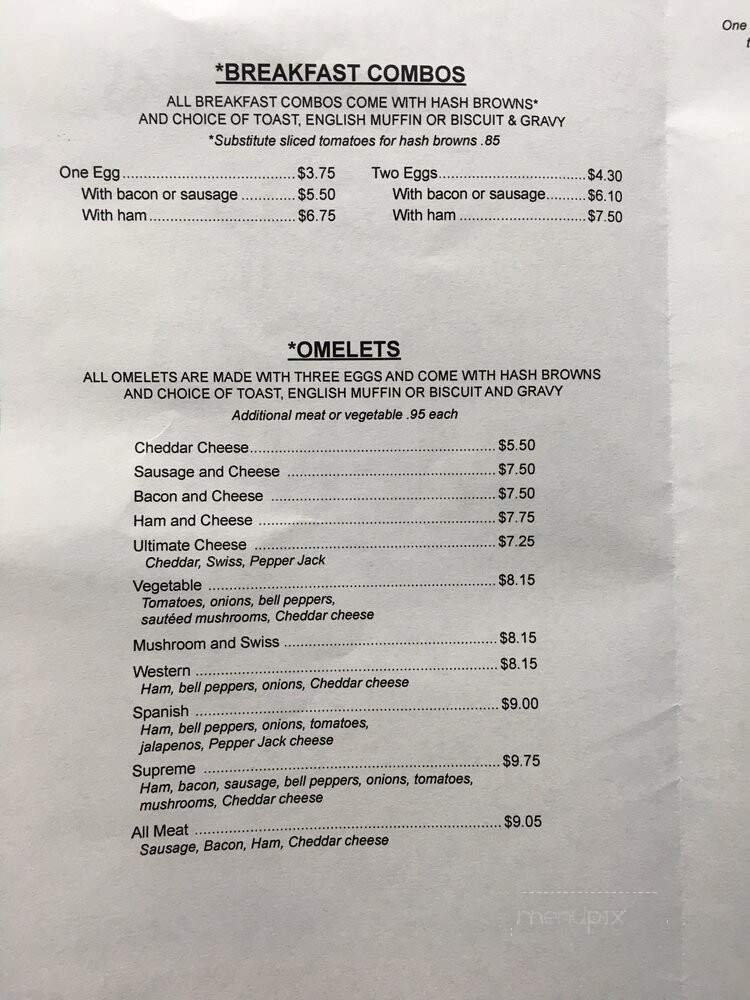 *BREAKFAST COMBOS
ALL BREAKFAST COMBOS COME WITH HASH BROWNS*
AND CHOICE OF TOAST, ENGLISH MUFFIN OR BISCUIT & GRAVY
*Substitute sliced tomatoes for hash browns .85
One Egg ........................................ $3.75
With bacon or sausage ............. $5.50
With ham .................................. $6.75
Two Eggs .................................. $4.30
With bacon or sausage ......... $6.10
With ham ............................. $7.50
*OMELETS
ALL OMELETS ARE MADE WITH THREE EGGS AND COME WITH HASH BROWNS
AND CHOICE OF TOAST, ENGLISH MUFFIN OR BISCUIT AND GRAVY
Additional meat or vegetable .95 each
Cheddar Cheese ........................................................ $5.50
Sausage and Cheese ................................................ $7.50
Bacon and Cheese .................................................... $7.50
Ham and Cheese ....................................................... $7.75
Ultimate Cheese ........................................................ $7.25
Cheddar, Swiss, Pepper Jack
Vegetable ................................................................... $8.15
Tomatoes, onions, bell peppers,
sautéed mushrooms, Cheddar cheese
Mushroom and Swiss ................................................. $8.15
Western ...................................................................... $8.15
Ham, bell peppers, onions, Cheddar cheese
Spanish ...................................................................... $9.00
Ham, bell peppers, onions, tomatoes,
jalapenos, Pepper Jack cheese
Supreme .................................................................... $9.75
Ham, bacon, sausage, bell peppers, onions, tomatoes,
mushrooms, Cheddar cheese
All Meat ...................................................................... $9.05
Sausage, Bacon, Ham, Cheddar cheese
One
menupix